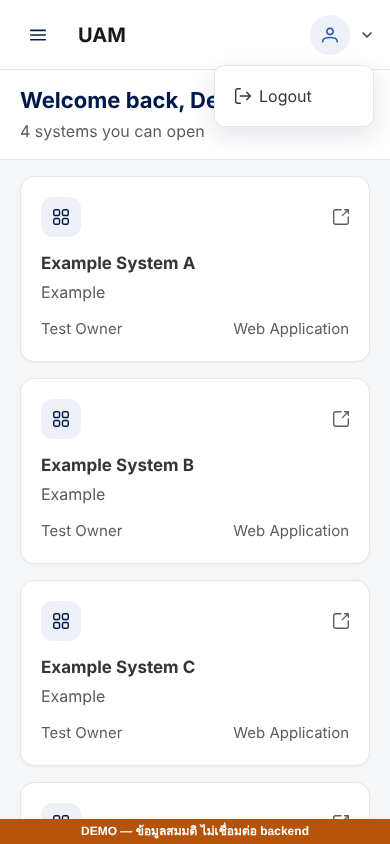 UAM
Logout
Welcome back,
4 systems you can open
Example System A
Example
Test Owner
Web Application
Example System B
Example
Test Owner
Web Application
Example System C
Example
Test Owner
Web Application
DEMO — ข้อมูลสมมติ ไม่เชื่อมต่อ backend